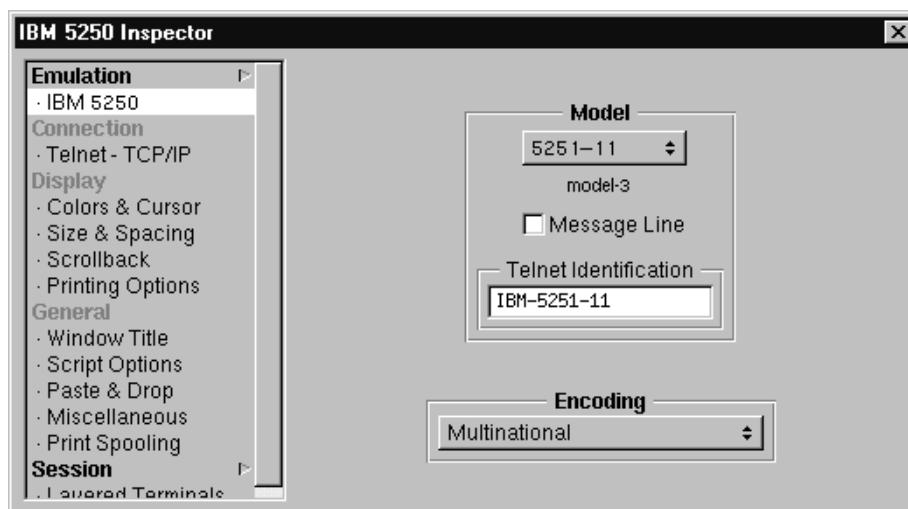 IBM 5250 Inspector
Emulation
· IBM 5250
Connection
· Telnet - TCP/IP
Display
· Colors & Cursor
· Size & Spacing
· Scrollback
· Printing Options
General
· Window Title
· Script Options
· Paste & Drop
· Miscellaneous
· Print Spooling
Session
· Layered Terminals
Model
5251-11
model-3
Message Line
Telnet Identification
IBM-5251-11
Encoding
Multinational